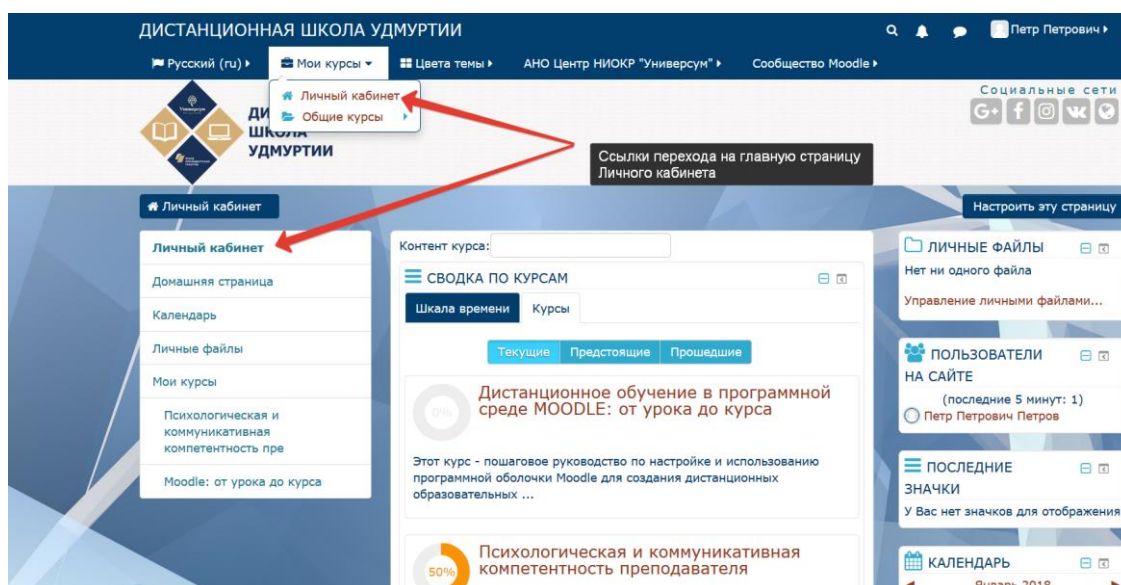 ДИСТАНЦИОННАЯ ШКОЛА УДМУРТИИ
Петр Петрович
Русский (ru)
Мои курсы
Цвета темы
АНО Центр НИОКР "Универсум"
Сообщество Moodle
Личный кабинет
Общие курсы
ДИ
ШКОЛА
УДМУРТИИ
Социальные сети
Ссылки перехода на главную страницу
Личного кабинета
Личный кабинет
Настроить эту страницу
Личный кабинет
Домашняя страница
Календарь
Личные файлы
Мои курсы
Психологическая и
коммуникативная
компетентность пре
Moodle: от урока до курса
Контент курса:
СВОДКА ПО КУРСАМ
Шкала времени
Курсы
Текущие
Предстоящие
Прошедшие
0%
Дистанционное обучение в программной
среде MOODLE: от урока до курса
Этот курс - пошаговое руководство по настройке и использованию
программной оболочки Moodle для создания дистанционных
образовательных ...
50%
Психологическая и коммуникативная
компетентность преподавателя
ЛИЧНЫЕ ФАЙЛЫ
Нет ни одного файла
Управление личными файлами...
ПОЛЬЗОВАТЕЛИ
НА САЙТЕ
(последние 5 минут: 1)
Петр Петрович Петров
ПОСЛЕДНИЕ
ЗНАЧКИ
У Вас нет значков для отображения
КАЛЕНДАРЬ
Январь 2018